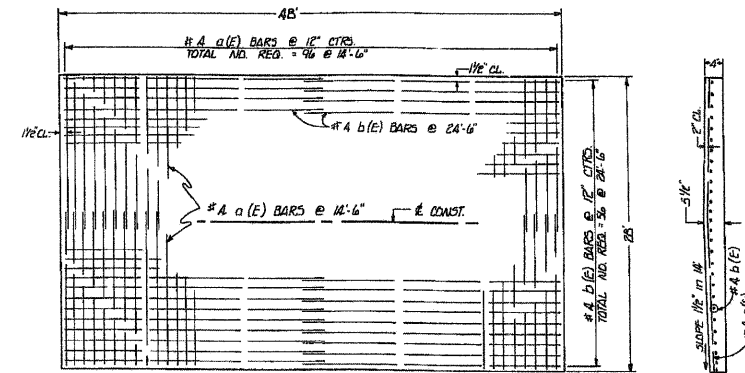 48'
# 4 a(E) BARS @ 12" CTRS.
TOTAL NO. REQ. = 96 @ 14'-6"
1½" CL.
1½" CL.
# 4 b(E) BARS @ 24'-6"
# 4 a(E) BARS @ 14'-6"
℄ CONST.
# 4 b(E) BARS @ 12" CTRS.
TOTAL NO. REQ. = 56 @ 24'-6"
28'
4"
2" CL.
5½"
SLOPE 1½" in 14'
# 4 b(E)